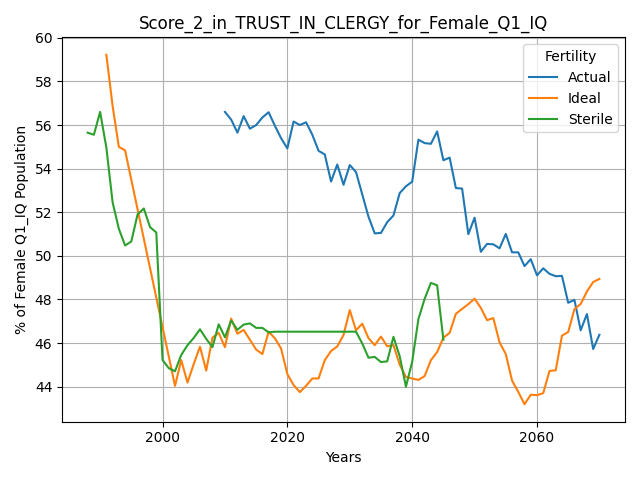 Score_2_in_TRUST_IN_CLERGY_for_Female_Q1_IQ
Fertility
Actual
Ideal
Sterile
% of Female Q1_IQ Population
60
58
56
54
52
50
48
46
44
2000
2020
2040
2060
Years